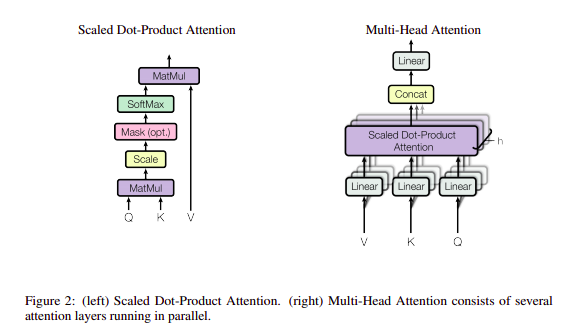 Scaled Dot-Product Attention
MatMul
SoftMax
Mask (opt.)
Scale
MatMul
Q K V
Multi-Head Attention
Linear
Concat
Scaled Dot-Product
Attention
h
Linear Linear Linear
V K Q
Figure 2: (left) Scaled Dot-Product Attention. (right) Multi-Head Attention consists of several
attention layers running in parallel.